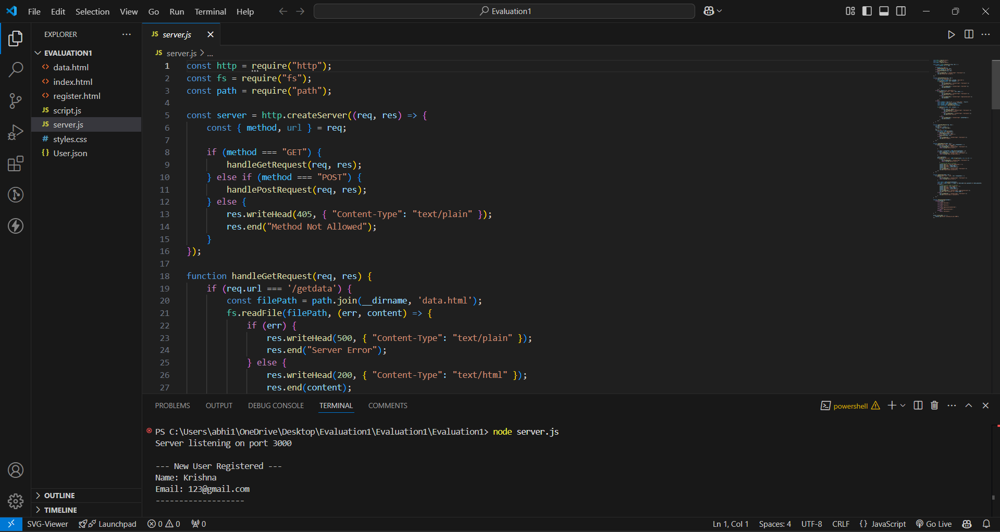 File Edit Selection View Go Run Terminal Help
Evaluation1
EXPLORER
EVALUATION1
data.html
index.html
register.html
JS script.js
JS server.js
# styles.css
{} User.json
OUTLINE
TIMELINE
JS server.js
JS server.js > ...
1 const http = require("http");
2 const fs = require("fs");
3 const path = require("path");
4
5 const server = http.createServer((req, res) => {
6 const { method, url } = req;
7
8 if (method === "GET") {
9 handleGetRequest(req, res);
10 } else if (method === "POST") {
11 handlePostRequest(req, res);
12 } else {
13 res.writeHead(405, { "Content-Type": "text/plain" });
14 res.end("Method Not Allowed");
15 }
16 });
17
18 function handleGetRequest(req, res) {
19 if (req.url === '/getdata') {
20 const filePath = path.join(__dirname, 'data.html');
21 fs.readFile(filePath, (err, content) => {
22 if (err) {
23 res.writeHead(500, { "Content-Type": "text/plain" });
24 res.end("Server Error");
25 } else {
26 res.writeHead(200, { "Content-Type": "text/html" });
27 res.end(content);
PROBLEMS OUTPUT DEBUG CONSOLE TERMINAL COMMENTS
powershell
PS C:\Users\abhi1\OneDrive\Desktop\Evaluation1\Evaluation1\Evaluation1> node server.js
Server listening on port 3000
--- New User Registered ---
Name: Krishna
Email: 123@gmail.com
-------------------
SVG-Viewer Launchpad 0 0 0
Ln 1, Col 1 Spaces: 4 UTF-8 CRLF {} JavaScript Go Live